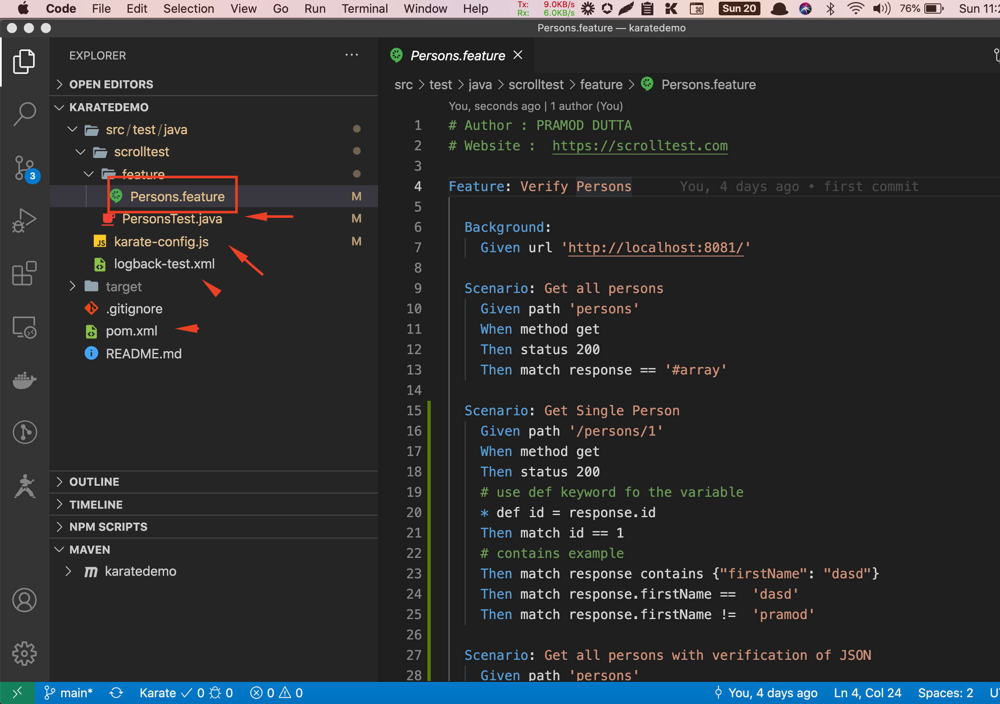 Code File Edit Selection View Go Run Terminal Window Help Tx: 9.0KB/s Rx: 6.0KB/s Sun 20 76%
Persons.feature — karatedemo
EXPLORER
OPEN EDITORS
KARATEDEMO
src/test/java
scrolltest
feature
Persons.feature M
PersonsTest.java M
JS karate-config.js M
logback-test.xml
target
.gitignore
pom.xml
README.md
3
OUTLINE
TIMELINE
NPM SCRIPTS
MAVEN
karatedemo
Persons.feature
src > test > java > scrolltest > feature > Persons.feature
You, seconds ago | 1 author (You)
1 # Author : PRAMOD DUTTA
2 # Website :  https://scrolltest.com
3
4 Feature: Verify Persons You, 4 days ago • first commit
5
6 Background:
7 Given url 'http://localhost:8081/'
8
9 Scenario: Get all persons
10 Given path 'persons'
11 When method get
12 Then status 200
13 Then match response == '#array'
14
15 Scenario: Get Single Person
16 Given path '/persons/1'
17 When method get
18 Then status 200
19 # use def keyword fo the variable
20 * def id = response.id
21 Then match id == 1
22 # contains example
23 Then match response contains {"firstName": "dasd"}
24 Then match response.firstName ==  'dasd'
25 Then match response.firstName !=  'pramod'
26
27 Scenario: Get all persons with verification of JSON
28 Given path 'persons'
main* Karate 0 0 0 0 You, 4 days ago Ln 4, Col 24 Spaces: 2